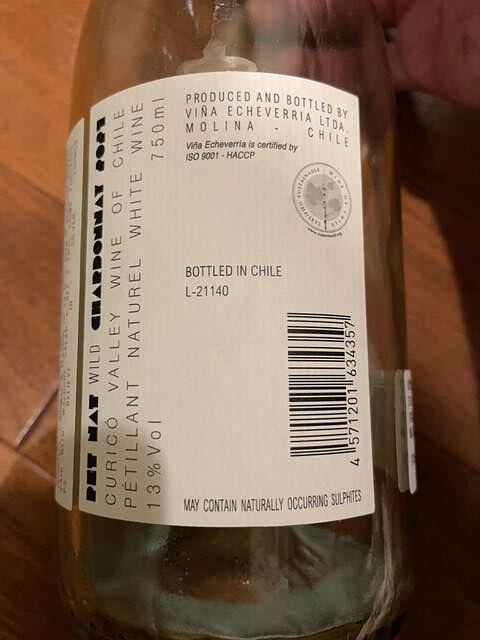 PRODUCED AND BOTTLED BY
VIÑA ECHEVERRIA LTDA.
MOLINA - CHILE
Viña Echeverria is certified by
ISO 9001 - HACCP
BOTTLED IN CHILE
L-21140
4 571201 634357
MAY CONTAIN NATURALLY OCCURRING SULPHITES
PET NAT WILD CHARDONNAY 2021
CURICÓ VALLEY WINE OF CHILE
PÉTILLANT NATUREL WHITE WINE
13%Vol 750ml